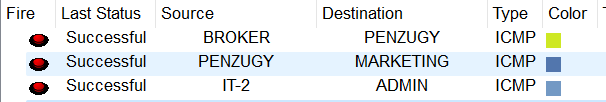 Fire Last Status Source Destination Type Color
Successful BROKER PENZUGY ICMP
Successful PENZUGY MARKETING ICMP
Successful IT-2 ADMIN ICMP